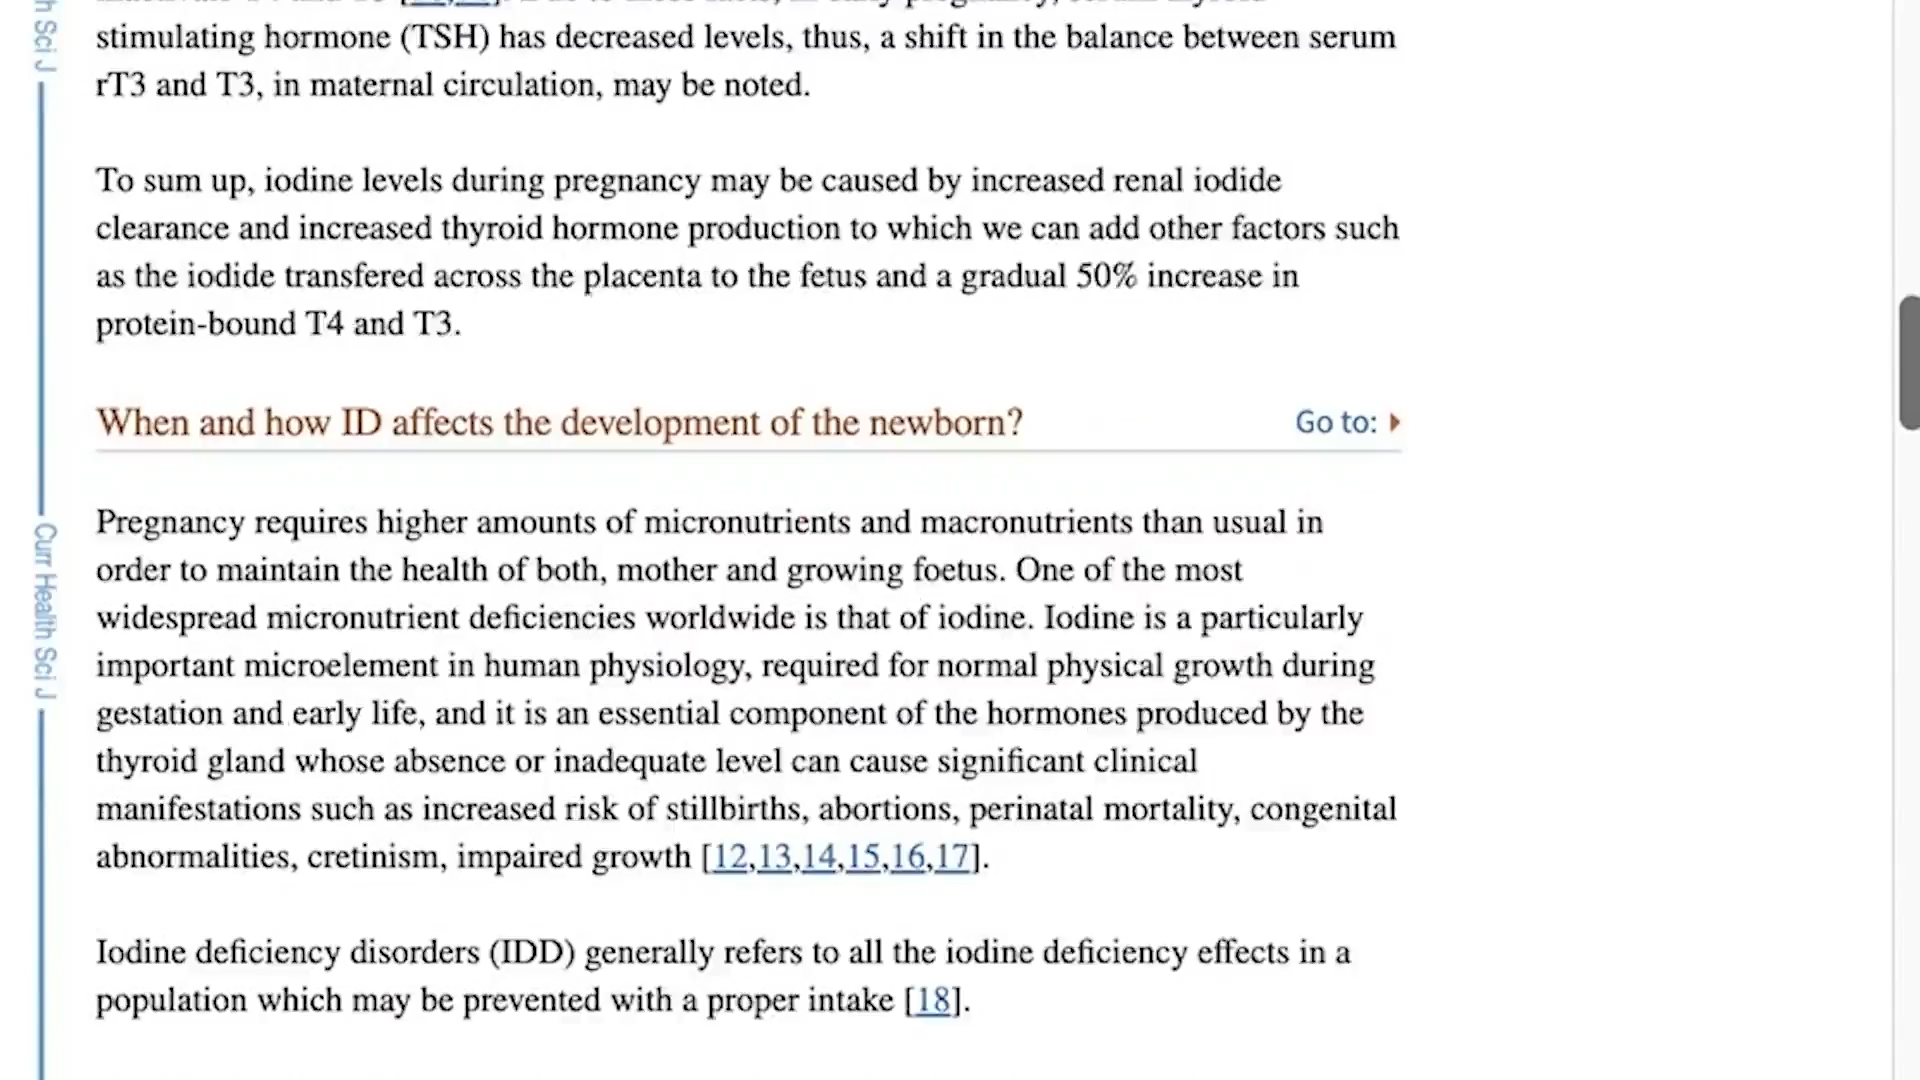 h Sci J
stimulating hormone (TSH) has decreased levels, thus, a shift in the balance between serum
rT3 and T3, in maternal circulation, may be noted.
To sum up, iodine levels during pregnancy may be caused by increased renal iodide
clearance and increased thyroid hormone production to which we can add other factors such
as the iodide transfered across the placenta to the fetus and a gradual 50% increase in
protein-bound T4 and T3.
When and how ID affects the development of the newborn?
Go to:
Pregnancy requires higher amounts of micronutrients and macronutrients than usual in
order to maintain the health of both, mother and growing foetus. One of the most
widespread micronutrient deficiencies worldwide is that of iodine. Iodine is a particularly
important microelement in human physiology, required for normal physical growth during
gestation and early life, and it is an essential component of the hormones produced by the
thyroid gland whose absence or inadequate level can cause significant clinical
manifestations such as increased risk of stillbirths, abortions, perinatal mortality, congenital
abnormalities, cretinism, impaired growth [12,13,14,15,16,17].
Curr Health Sci J
Iodine deficiency disorders (IDD) generally refers to all the iodine deficiency effects in a
population which may be prevented with a proper intake [18].